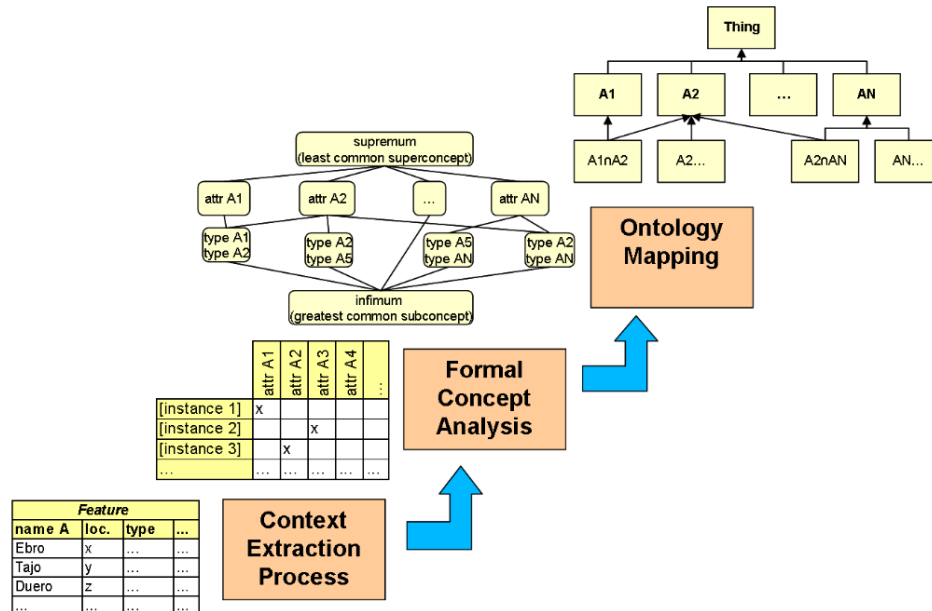 Thing
A1 A2 ... AN
A1nA2 A2... A2nAN AN...
supremum
(least common superconcept)
attr A1 attr A2 ... attr AN
type A1 type A2 type A5 type A2
type A2 type A5 type AN type AN
infimum
(greatest common subconcept)
Ontology
Mapping
attr A1 attr A2 attr A3 attr A4 ...
[instance 1] x
[instance 2] x
[instance 3] x
... ... ... ... ... ...
Formal
Concept
Analysis
Feature
name A loc. type ...
Ebro x ... ...
Tajo y ... ...
Duero z ... ...
... ... ... ...
Context
Extraction
Process